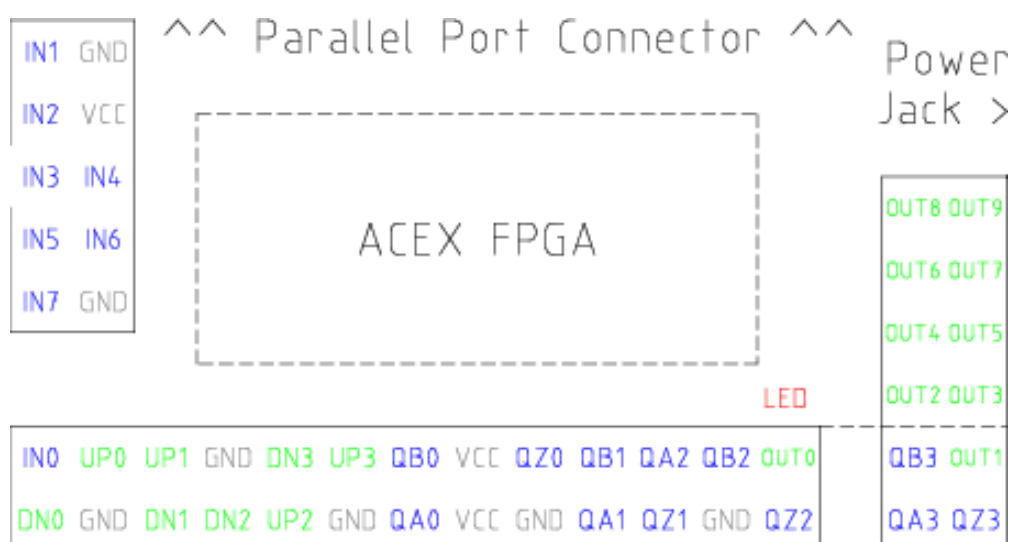 ^^ Parallel Port Connector ^^
Power
Jack >
IN1 GND
IN2 VCC
IN3 IN4
IN5 IN6
IN7 GND
ACEX FPGA
OUT8 OUT9
OUT6 OUT7
OUT4 OUT5
OUT2 OUT3
LED
IN0 UP0 UP1 GND DN3 UP3 QB0 VCC QZ0 QB1 QA2 QB2 OUT0
DN0 GND DN1 DN2 UP2 GND QA0 VCC GND QA1 QZ1 GND QZ2
QB3 OUT1
QA3 QZ3